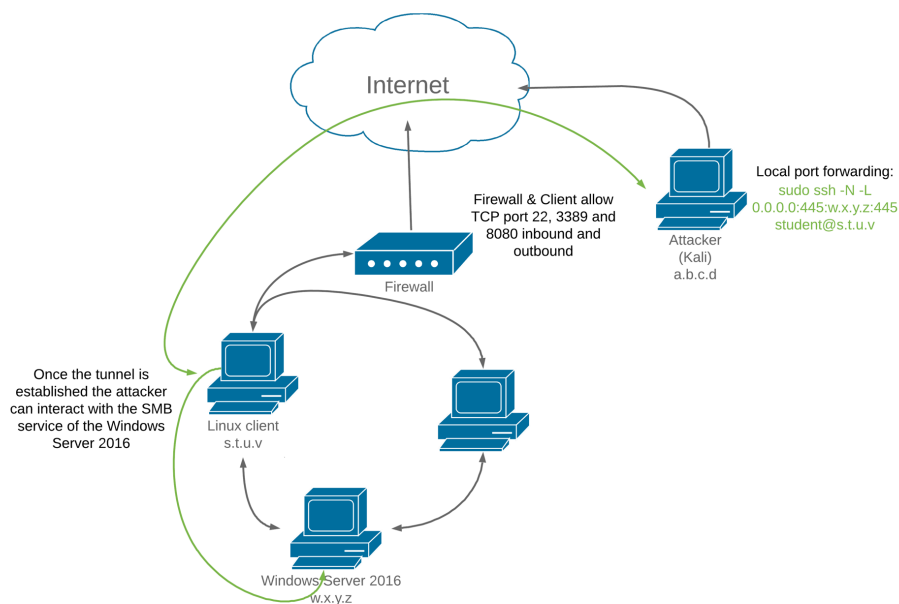 Internet
Local port forwarding:
sudo ssh -N -L
0.0.0.0:445:w.x.y.z:445
student@s.t.u.v
Firewall & Client allow
TCP port 22, 3389 and
8080 inbound and
outbound
Attacker
(Kali)
a.b.c.d
Firewall
Once the tunnel is
established the attacker
can interact with the SMB
service of the Windows
Server 2016
Linux client
s.t.u.v
Windows Server 2016
w.x.y.z